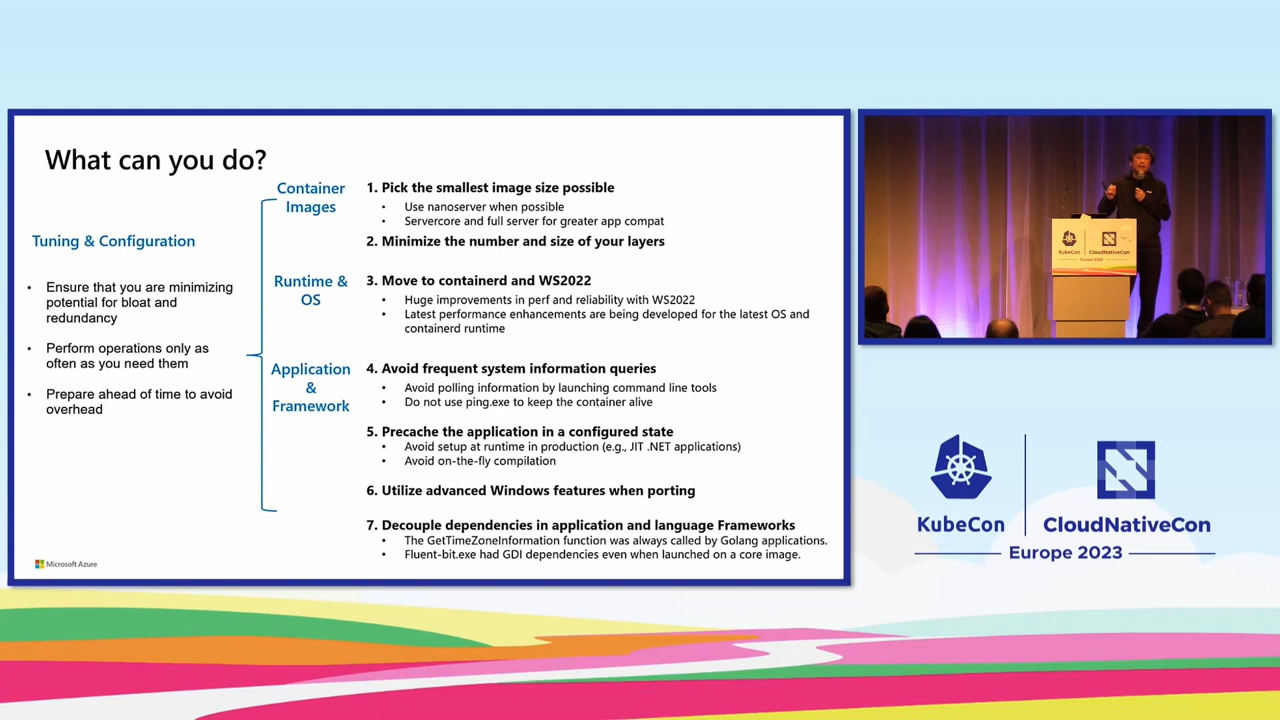 What can you do?
Tuning & Configuration
• Ensure that you are minimizing
potential for bloat and
redundancy
• Perform operations only as
often as you need them
• Prepare ahead of time to avoid
overhead
Container
Images
1. Pick the smallest image size possible
• Use nanoserver when possible
• Servercore and full server for greater app compat
2. Minimize the number and size of your layers
Runtime &
OS
3. Move to containerd and WS2022
• Huge improvements in perf and reliability with WS2022
• Latest performance enhancements are being developed for the latest OS and
containerd runtime
Application
&
Framework
4. Avoid frequent system information queries
• Avoid polling information by launching command line tools
• Do not use ping.exe to keep the container alive
5. Precache the application in a configured state
• Avoid setup at runtime in production (e.g., JIT .NET applications)
• Avoid on-the-fly compilation
6. Utilize advanced Windows features when porting
7. Decouple dependencies in application and language Frameworks
• The GetTimeZoneInformation function was always called by Golang applications.
• Fluent-bit.exe had GDI dependencies even when launched on a core image.
Microsoft Azure
KubeCon
CloudNativeCon
Europe 2023
KubeCon
CloudNativeCon
Europe 2023